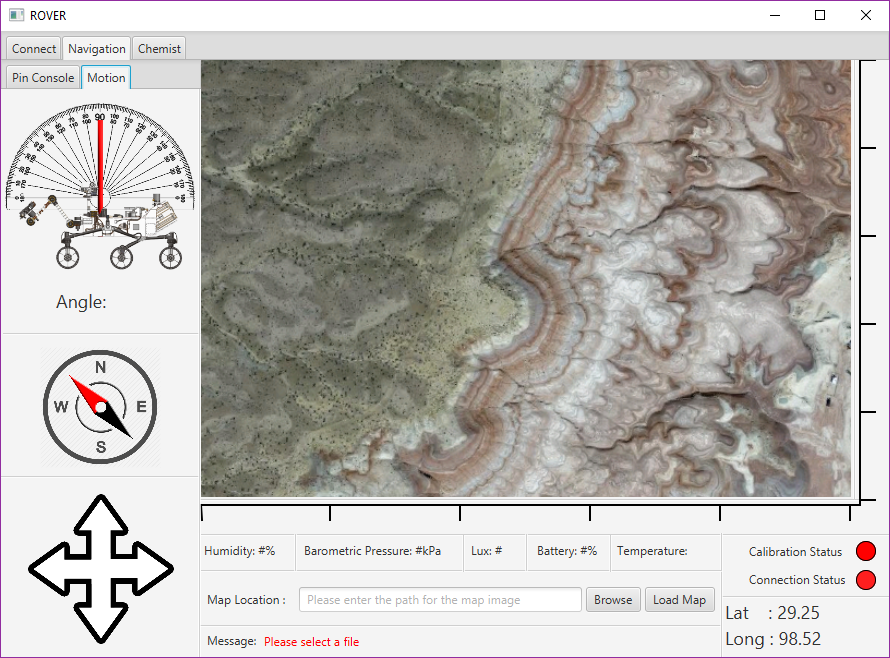 ROVER
Connect Navigation Chemist
Pin Console Motion
90
Angle:
N
W E
S
Humidity: #% Barometric Pressure: #kPa Lux: # Battery: #% Temperature:
Calibration Status
Connection Status
Map Location : Please enter the path for the map image Browse Load Map
Lat : 29.25
Message: Please select a file
Long : 98.52